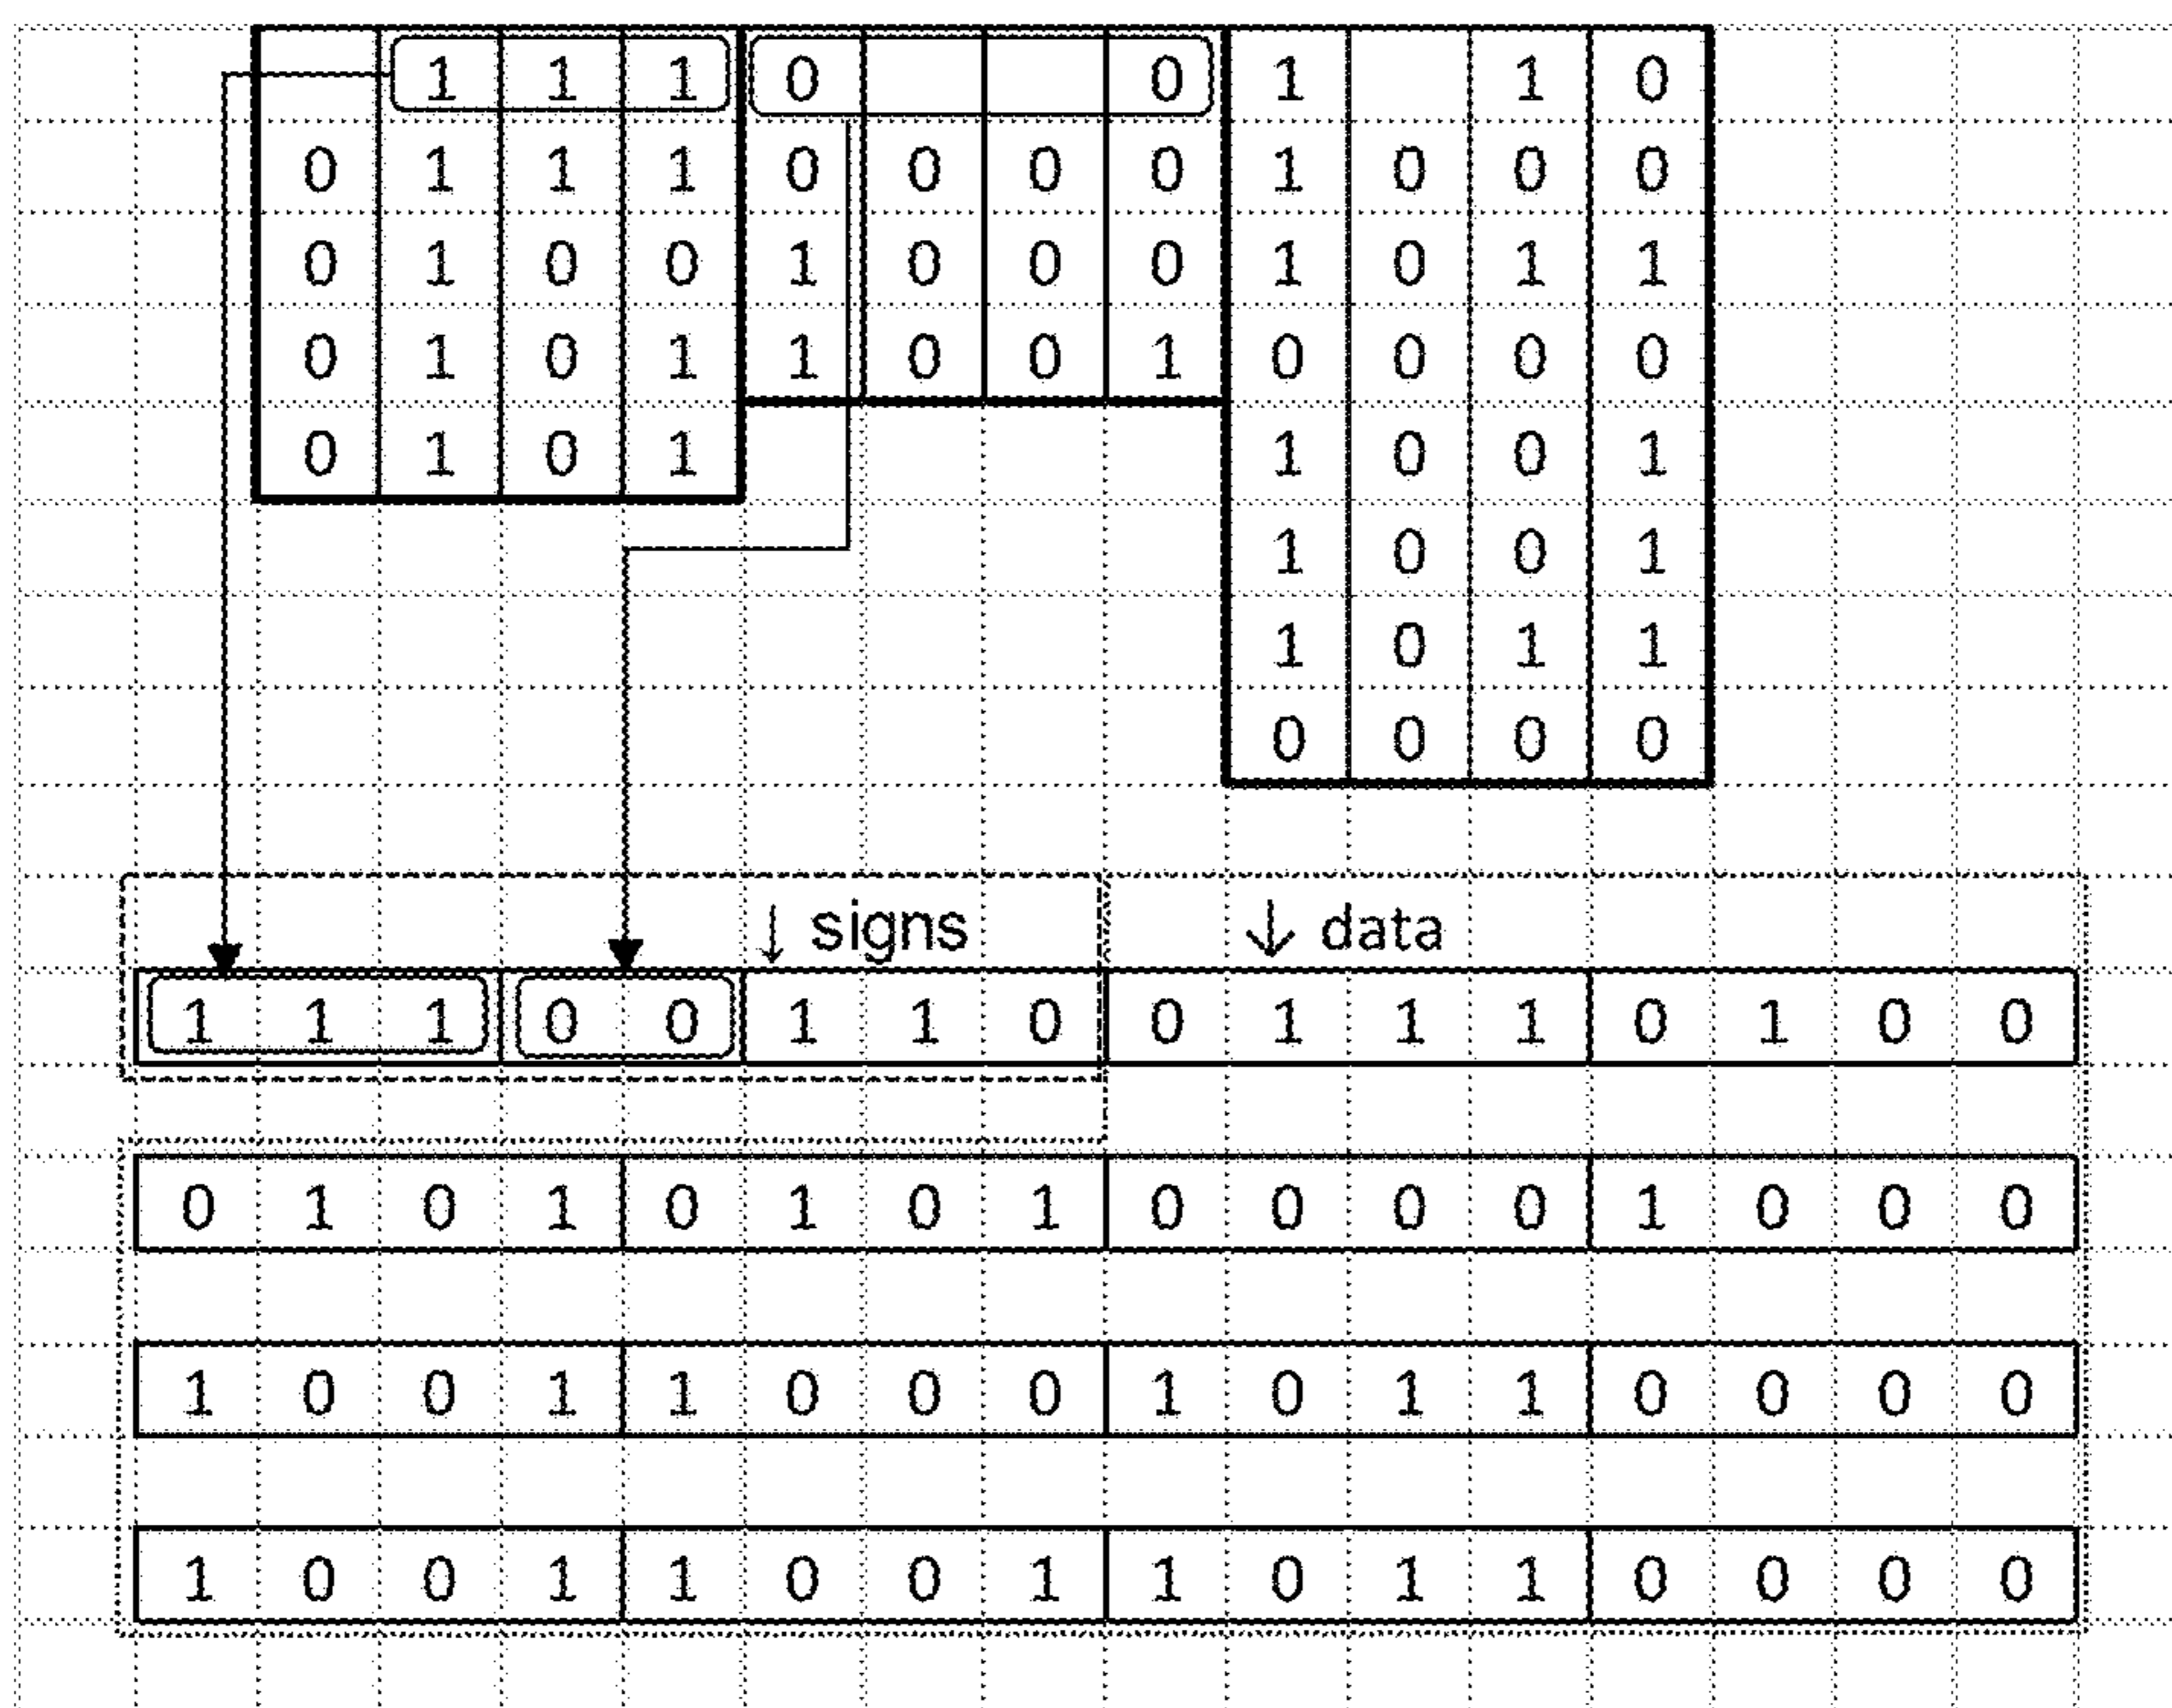 1 1 1 0 0 1 1 0
0 1 1 1 0 0 0 0 1 0 0 0
0 1 0 0 1 0 0 0 1 0 1 1
0 1 0 1 1 0 0 1 0 0 0 0
0 1 0 1 1 0 0 1
1 0 0 1
1 0 1 1
0 0 0 0
↓ signs ↓ data
1 1 1 0 0 1 1 0 0 1 1 1 0 1 0 0
0 1 0 1 0 1 0 1 0 0 0 0 1 0 0 0
1 0 0 1 1 0 0 0 1 0 1 1 0 0 0 0
1 0 0 1 1 0 0 1 1 0 1 1 0 0 0 0